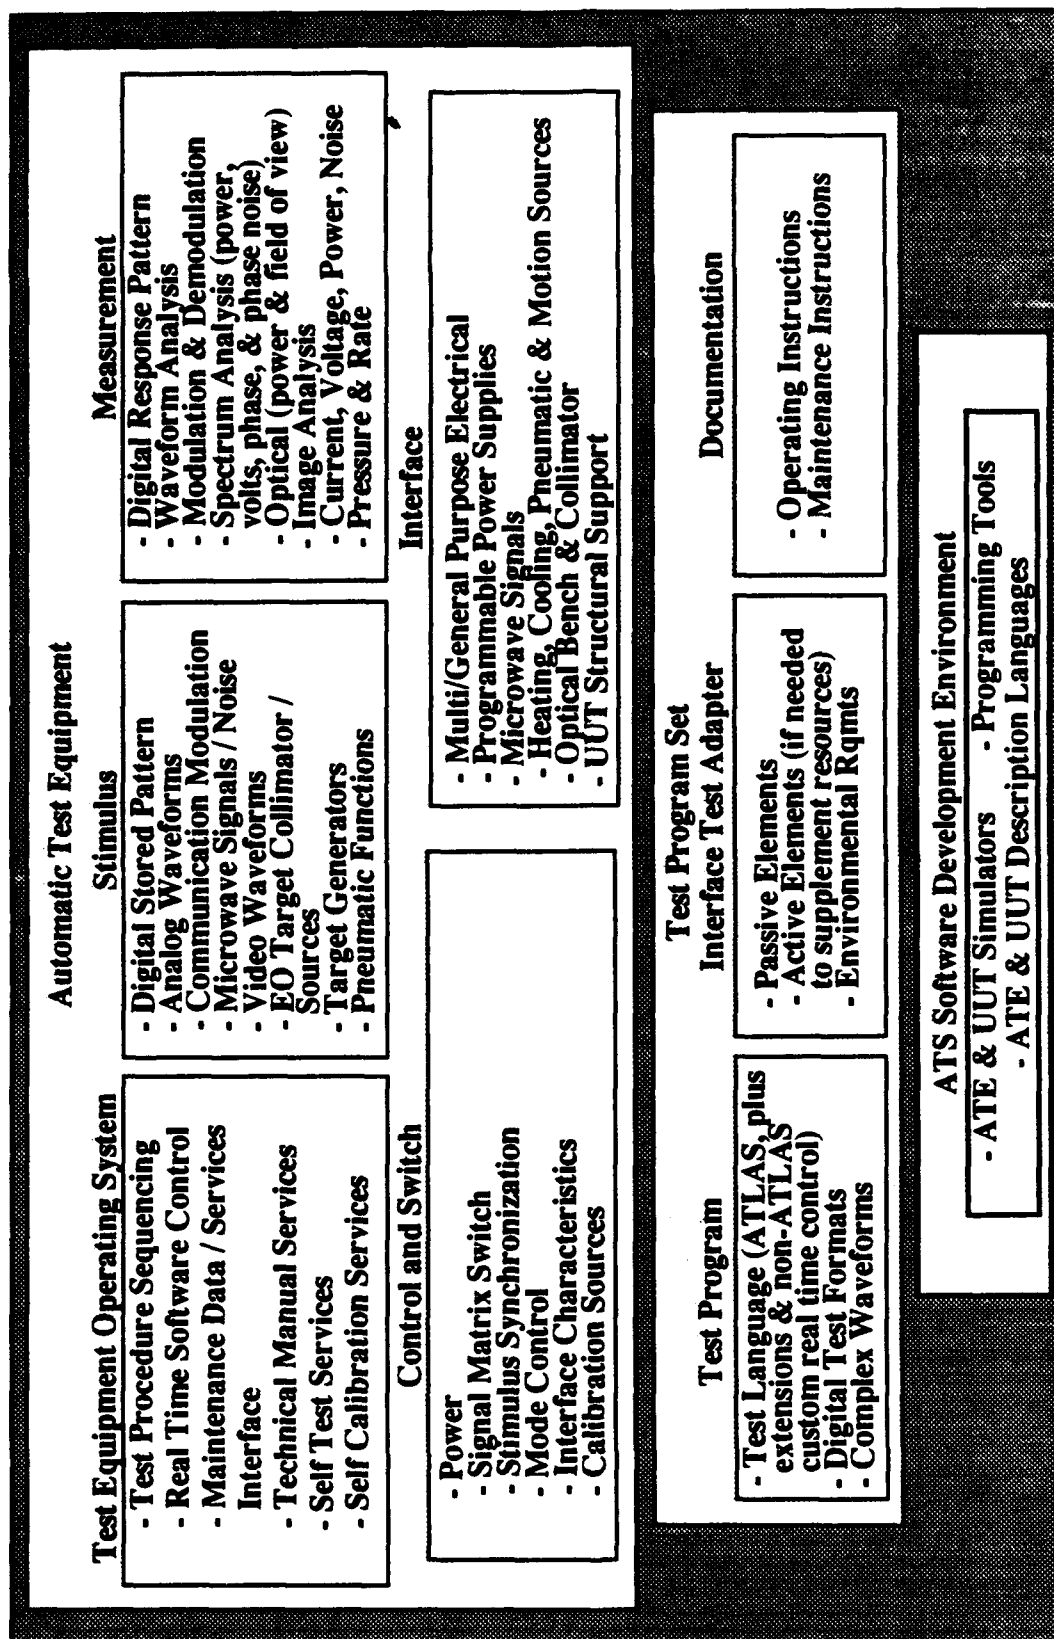 Automatic Test Equipment
Test Equipment Operating System
- Test Procedure Sequencing
- Real Time Software Control
- Maintenance Data / Services
Interface
- Technical Manual Services
- Self Test Services
- Self Calibration Services
Stimulus
- Digital Stored Pattern
- Analog Waveforms
- Communication Modulation
- Microwave Signals / Noise
- Video Waveforms
- EO Target Collimator /
Sources
- Target Generators
- Pneumatic Functions
Measurement
- Digital Response Pattern
- Waveform Analysis
- Modulation & Demodulation
- Spectrum Analysis (power,
volts, phase, & phase noise)
- Optical (power & field of view)
- Image Analysis
- Current, Voltage, Power, Noise
- Pressure & Rate
Control and Switch
- Power
- Signal Matrix Switch
- Stimulus Synchronization
- Mode Control
- Interface Characteristics
- Calibration Sources
Interface
- Multi/General Purpose Electrical
- Programmable Power Supplies
- Microwave Signals
- Heating, Cooling, Pneumatic & Motion Sources
- Optical Bench & Collimator
- UUT Structural Support
Test Program Set
Test Program
- Test Language (ATLAS, plus
extensions & non-ATLAS
custom real time control)
- Digital Test Formats
- Complex Waveforms
Interface Test Adapter
- Passive Elements
- Active Elements (if needed
to supplement resources)
- Environmental Rqmts
Documentation
- Operating Instructions
- Maintenance Instructions
ATS Software Development Environment
- ATE & UUT Simulators - Programming Tools
- ATE & UUT Description Languages